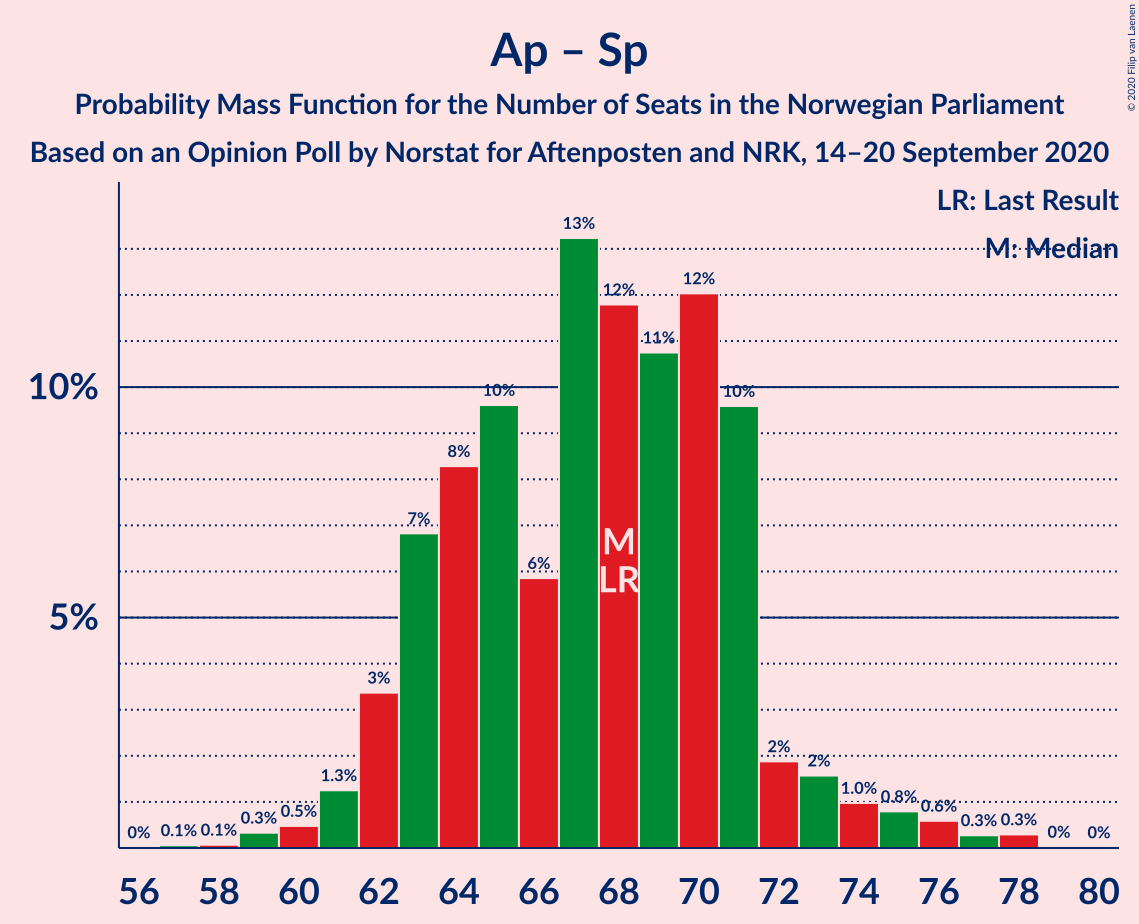 Ap – Sp
Probability Mass Function for the Number of Seats in the Norwegian Parliament
Based on an Opinion Poll by Norstat for Aftenposten and NRK, 14–20 September 2020
© 2020 Filip van Laenen
LR: Last Result
M: Median
10%
5%
0% 0.1% 0.1% 0.3% 0.5% 1.3% 3% 7% 8% 10% 6% 13% 12% 11% 12% 10% 2% 2% 1.0% 0.8% 0.6% 0.3% 0.3% 0% 0%
M
LR
56 58 60 62 64 66 68 70 72 74 76 78 80